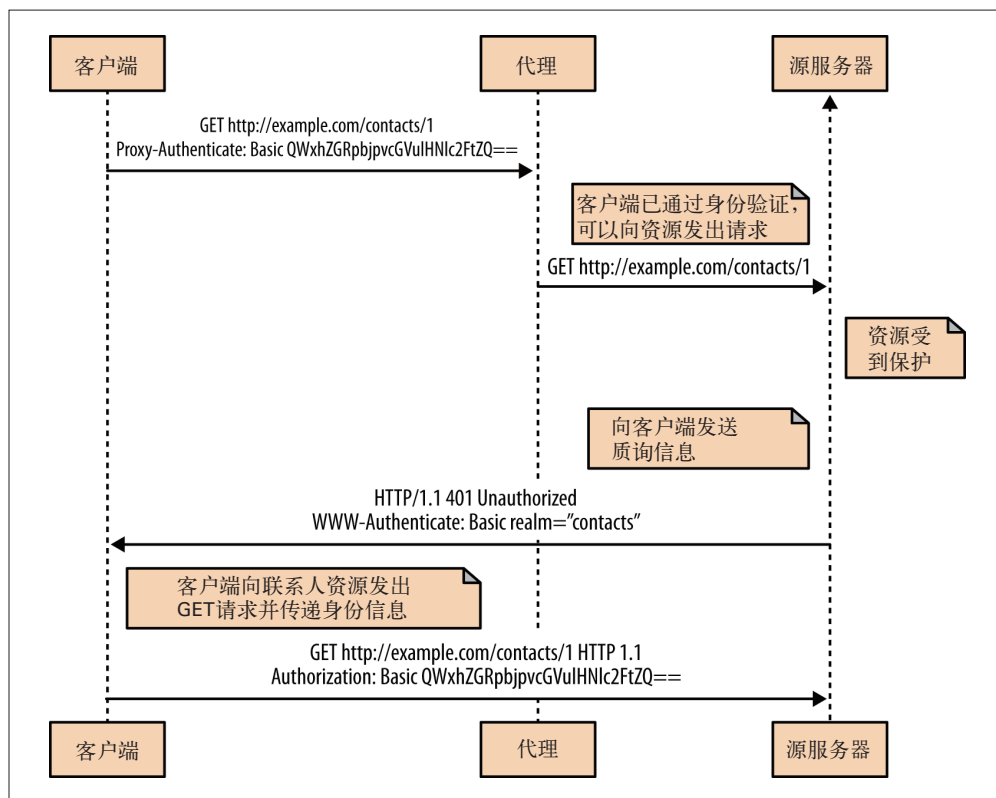 客户端
代理
源服务器
GET http://example.com/contacts/1
Proxy-Authenticate: Basic QWxhZGRpbjpvcGVulHNlc2FtZQ==
客户端已通过身份验证，
可以向资源发出请求
GET http://example.com/contacts/1
资源受
到保护
向客户端发送
质询信息
HTTP/1.1 401 Unauthorized
WWW-Authenticate: Basic realm=”contacts”
客户端向联系人资源发出
GET请求并传递身份信息
GET http://example.com/contacts/1 HTTP 1.1
Authorization: Basic QWxhZGRpbjpvcGVulHNlc2FtZQ==
客户端
代理
源服务器